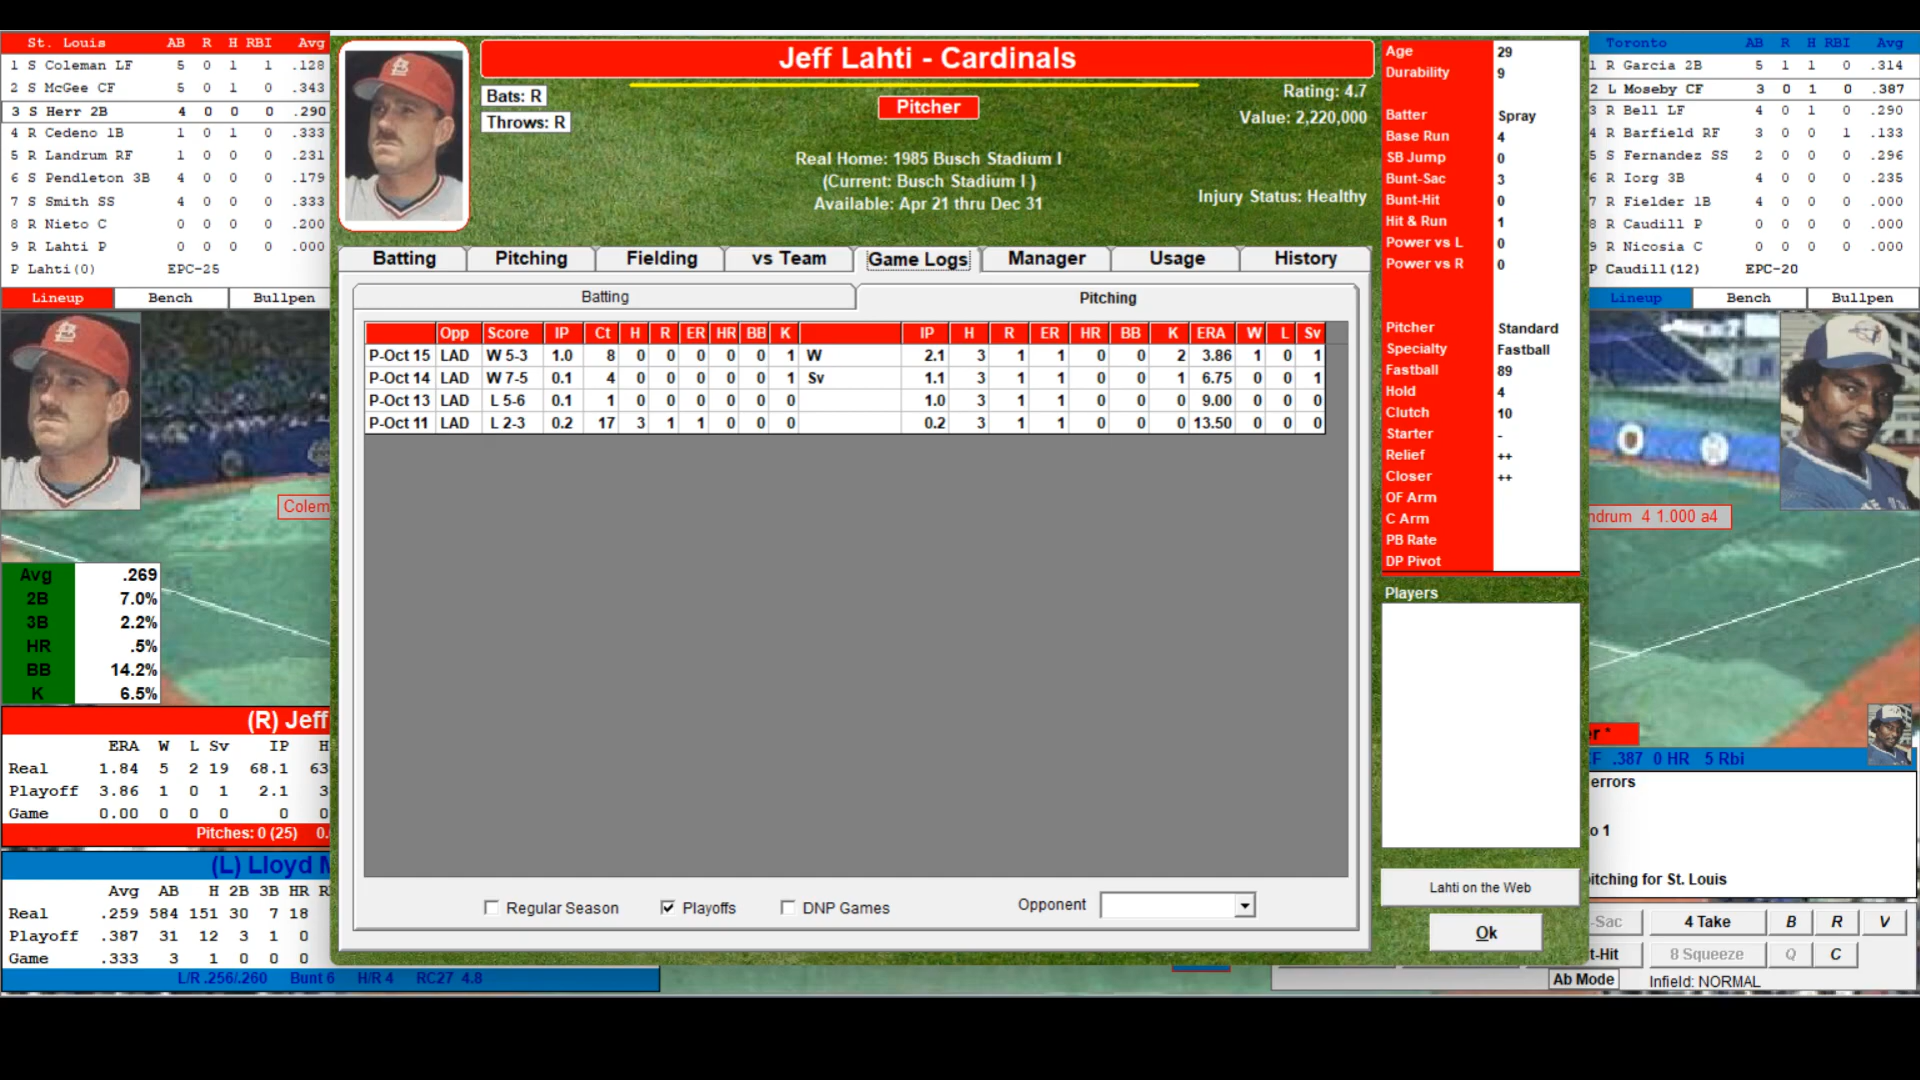 St. Louis AB R H RBI Avg
1 S Coleman LF 5 0 1 1 .128
2 S McGee CF 5 0 1 0 .343
3 S Herr 2B 4 0 0 0 .290
4 R Cedeno 1B 1 0 0 0 .333
5 R Landrum RF 1 0 0 0 .231
6 S Pendleton 3B 4 0 0 0 .179
7 S Smith SS 4 0 0 0 .333
8 R Nieto C 0 0 0 0 .200
9 R Lahti P 0 0 0 0 .000
P Lahti(0) EPC-25
Lineup Bench Bullpen
Colem
Avg .269
2B 7.0%
3B 2.2%
HR .5%
BB 14.2%
K 6.5%
(R) Jeff
ERA W L Sv IP H
Real 1.84 5 2 19 68.1 63
Playoff 3.86 1 0 1 2.1 3
Game 0.00 0 0 0 0 0
Pitches: 0 (25) 0.
(L) Lloyd M
Avg AB H 2B 3B HR R
Real .259 584 151 30 7 18
Playoff .387 31 12 3 1 0
Game .333 3 1 0 0 0
L/R .256/.260 Bunt 6 H/R 4 RC27 4.8
Jeff Lahti - Cardinals
Bats: R
Throws: R
Pitcher
Rating: 4.7
Value: 2,220,000
Real Home: 1985 Busch Stadium I
(Current: Busch Stadium I )
Available: Apr 21 thru Dec 31
Injury Status: Healthy
Batting Pitching Fielding vs Team Game Logs Manager Usage History
Batting Pitching
Opp Score IP Ct H R ER HR BB K IP H R ER HR BB K ERA W L Sv
P-Oct 15 LAD W 5-3 1.0 8 0 0 0 0 0 1 W 2.1 3 1 1 0 0 2 3.86 1 0 1
P-Oct 14 LAD W 7-5 0.1 4 0 0 0 0 0 1 Sv 1.1 3 1 1 0 0 1 6.75 0 0 1
P-Oct 13 LAD L 5-6 0.1 1 0 0 0 0 0 0 1.0 3 1 1 0 0 0 9.00 0 0 0
P-Oct 11 LAD L 2-3 0.2 17 3 1 1 0 0 0 0.2 3 1 1 0 0 0 13.50 0 0 0
Regular Season Playoffs DNP Games Opponent
Age 29
Durability 9
Batter Spray
Base Run 4
SB Jump 0
Bunt-Sac 3
Bunt-Hit 0
Hit & Run 1
Power vs L 0
Power vs R 0
Pitcher Standard
Specialty Fastball
Fastball 89
Hold 4
Clutch 10
Starter -
Relief ++
Closer ++
OF Arm
C Arm
PB Rate
DP Pivot
Players
Lahti on the Web
Ok
Toronto AB R H RBI Avg
1 R Garcia 2B 5 1 1 0 .314
2 L Moseby CF 3 0 1 0 .387
3 R Bell LF 4 0 1 0 .290
4 R Barfield RF 3 0 0 1 .133
5 S Fernandez SS 2 0 0 0 .296
6 R Iorg 3B 4 0 0 0 .235
7 R Fielder 1B 4 0 0 0 .000
8 R Caudill P 0 0 0 0 .000
9 R Nicosia C 0 0 0 0 .000
P Caudill(12) EPC-20
Lineup Bench Bullpen
ndrum 4 1.000 a4
er *
F .387 0 HR 5 Rbi
errors
o 1
itching for St. Louis
-Sac 4 Take B R V
t-Hit 8 Squeeze Q C
Ab Mode Infield: NORMAL